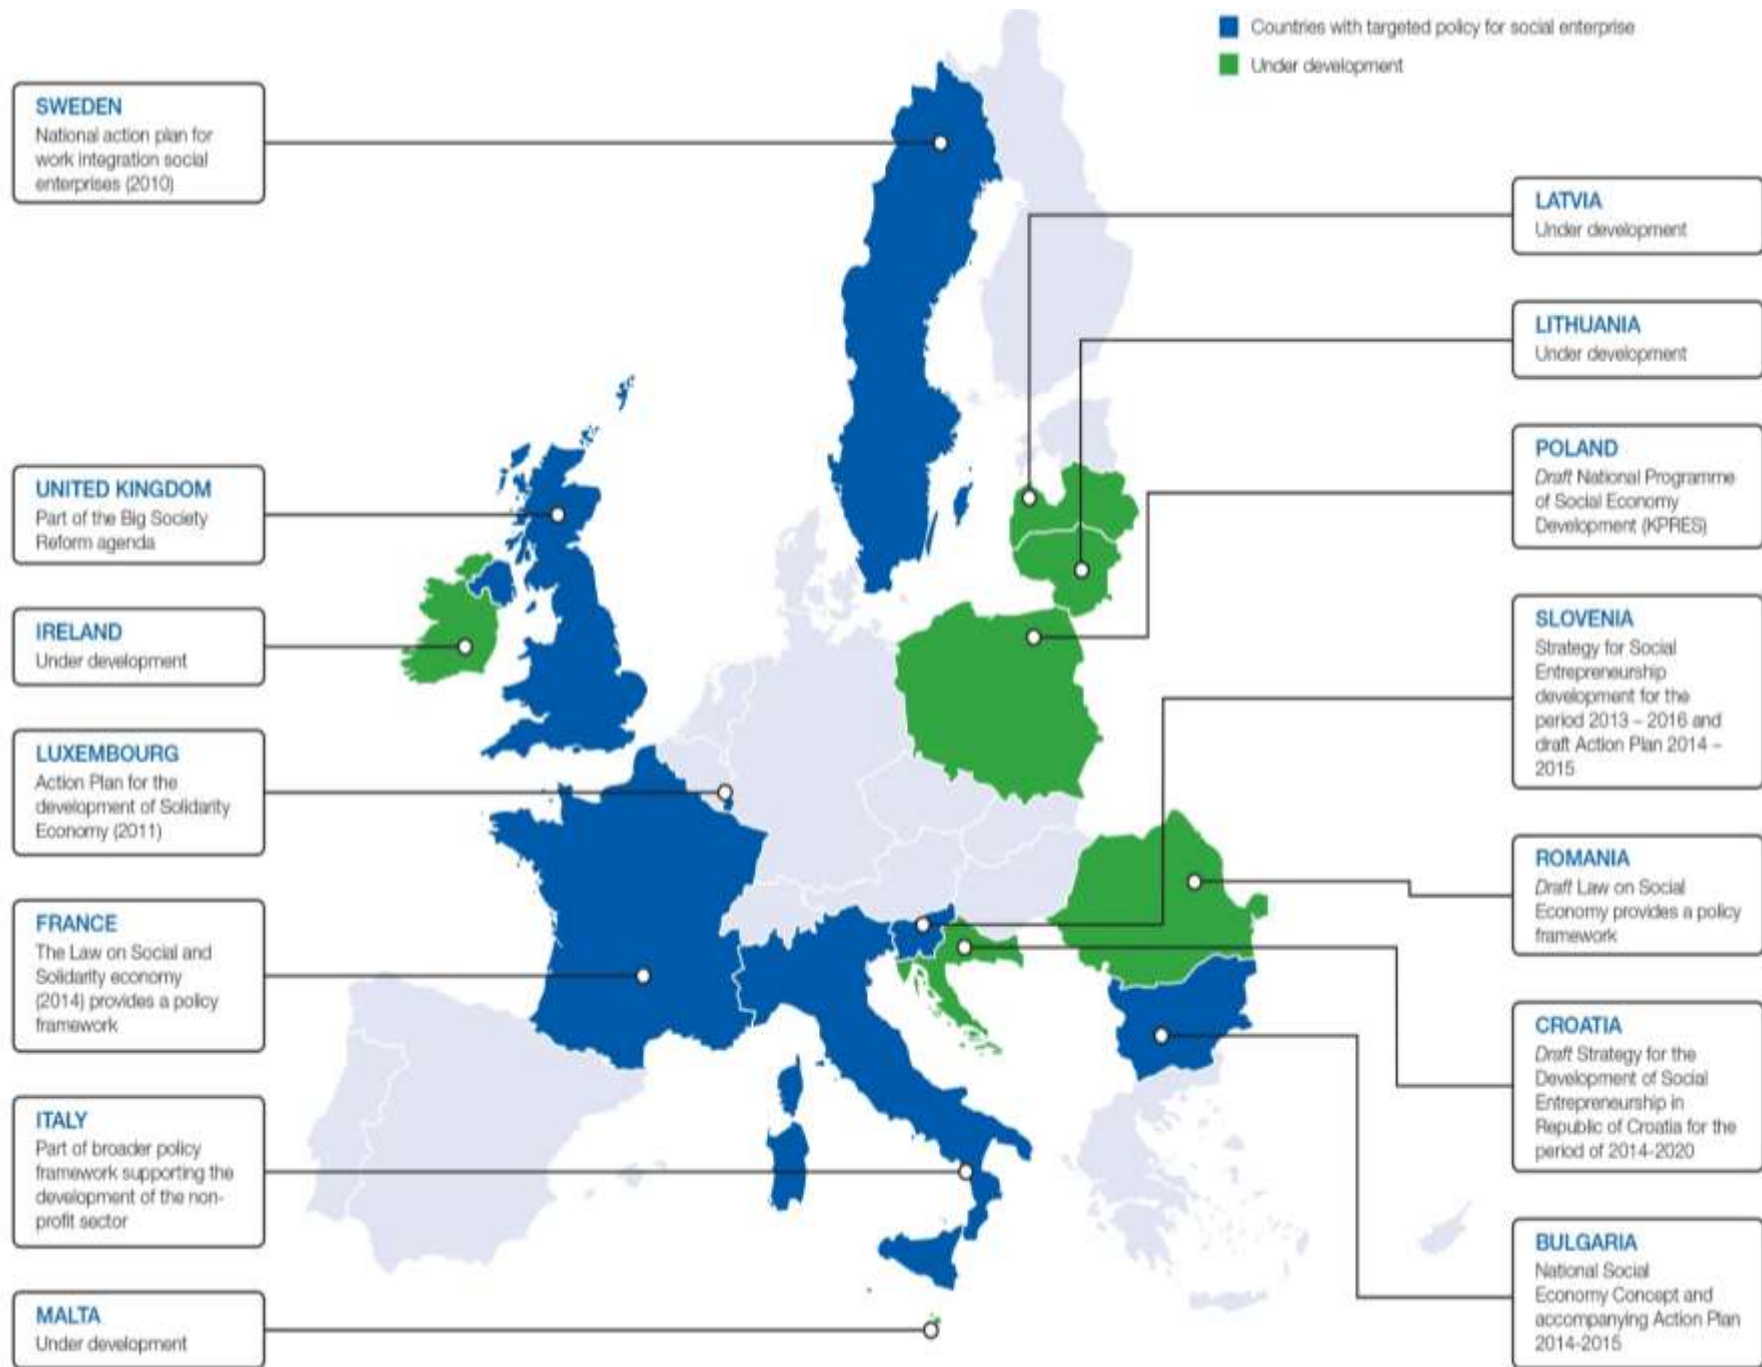 Countries with targeted policy for social enterprise
Under development
SWEDEN
National action plan for
work integration social
enterprises (2010)
UNITED KINGDOM
Part of the Big Society
Reform agenda
IRELAND
Under development
LUXEMBOURG
Action Plan for the
development of Solidarity
Economy (2011)
FRANCE
The Law on Social and
Solidarity economy
(2014) provides a policy
framework
ITALY
Part of broader policy
framework supporting the
development of the non-
profit sector
MALTA
Under development
LATVIA
Under development
LITHUANIA
Under development
POLAND
Draft National Programme
of Social Economy
Development (KPRES)
SLOVENIA
Strategy for Social
Entrepreneurship
development for the
period 2013 – 2016 and
draft Action Plan 2014 –
2015
ROMANIA
Draft Law on Social
Economy provides a policy
framework
CROATIA
Draft Strategy for the
Development of Social
Entrepreneurship in
Republic of Croatia for the
period of 2014-2020
BULGARIA
National Social
Economy Concept and
accompanying Action Plan
2014-2015